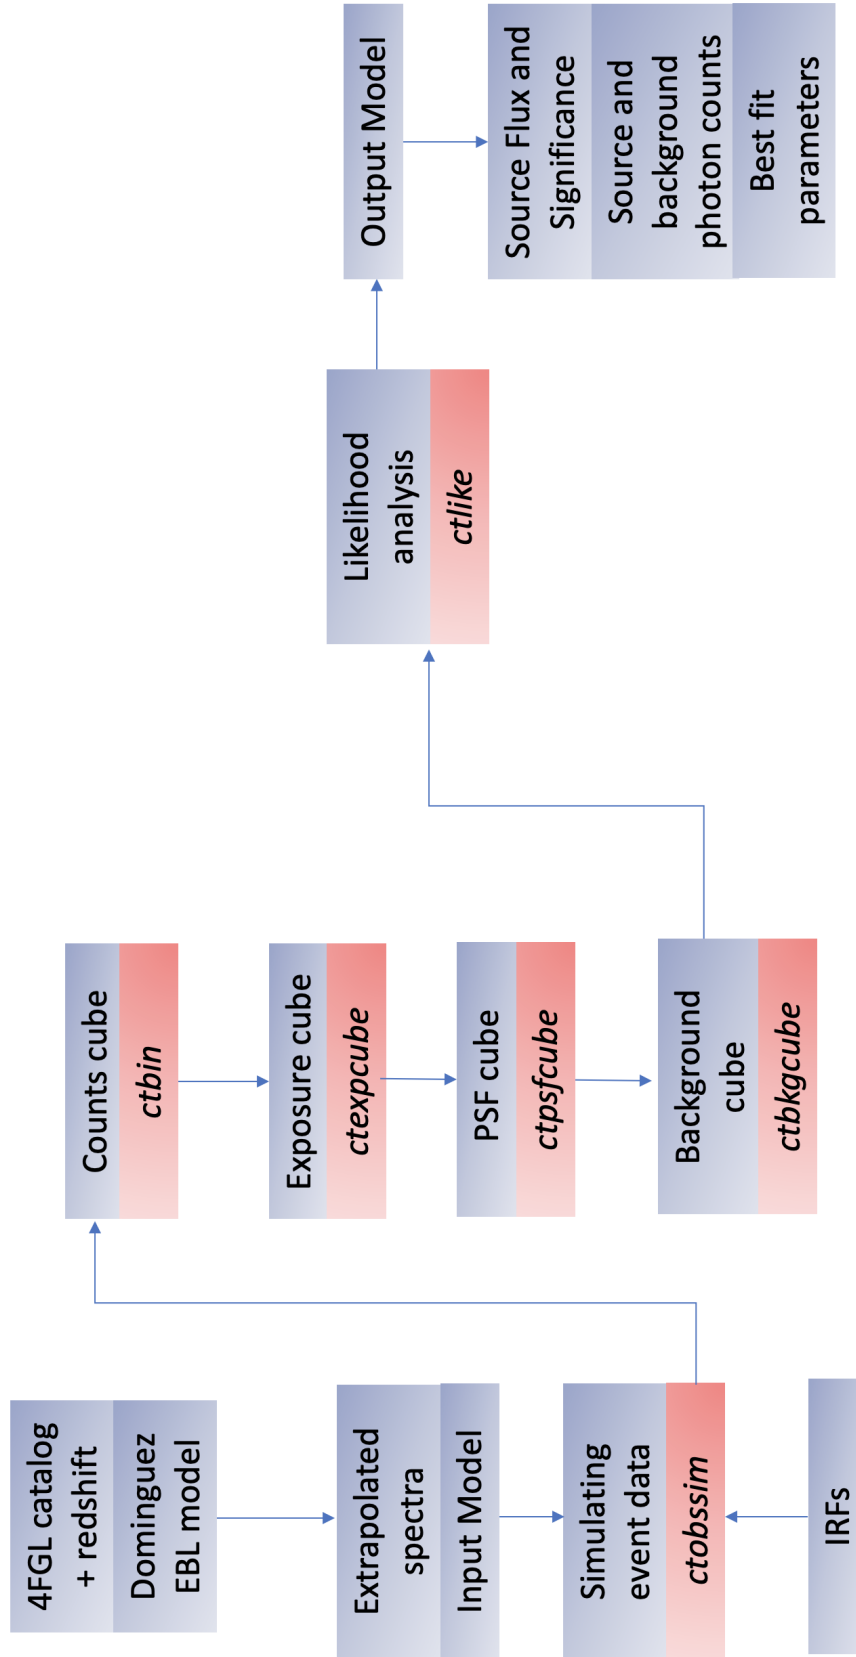 4FGL catalog
+ redshift
Dominguez
EBL model
Extrapolated
spectra
Input Model
Simulating
event data
ctobssim
IRFs
Counts cube
ctbin
Exposure cube
ctexpcube
PSF cube
ctpsfcube
Background
cube
ctbkgcube
Likelihood
analysis
ctlike
Output Model
Source Flux and
Significance
Source and
background
photon counts
Best fit
parameters